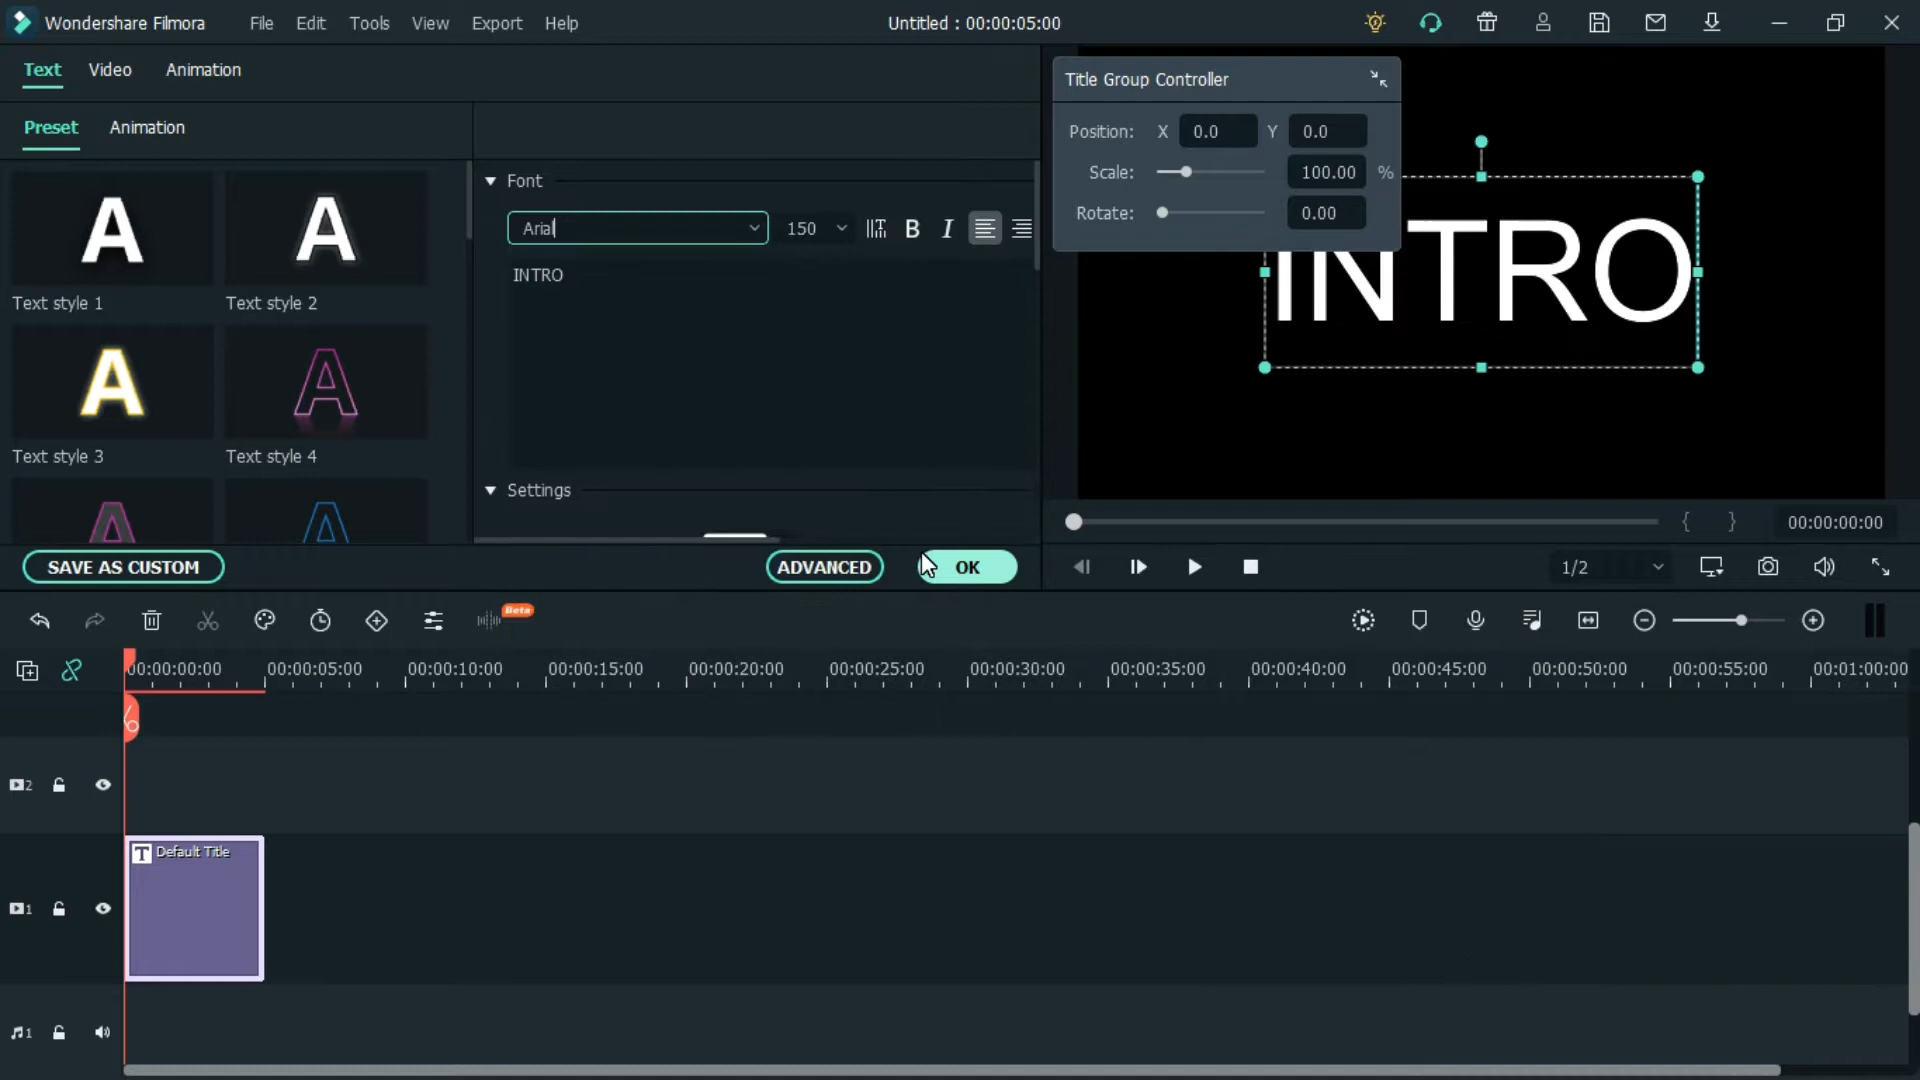 Wondershare Filmora File Edit Tools View Export Help Untitled : 00:00:05:00
Text Video Animation
Preset Animation
A A
Text style 1 Text style 2
A A
Text style 3 Text style 4
A A
SAVE AS CUSTOM
Font
Arial 150 B I
INTRO
Settings
ADVANCED OK
Title Group Controller
Position: X 0.0 Y 0.0
Scale: 100.00 %
Rotate: 0.00
INTRO
{ } 00:00:00:00
1/2
Beta
00:00:00:00 00:00:05:00 00:00:10:00 00:00:15:00 00:00:20:00 00:00:25:00 00:00:30:00 00:00:35:00 00:00:40:00 00:00:45:00 00:00:50:00 00:00:55:00 00:01:00:00
2
T Default Title
1
1